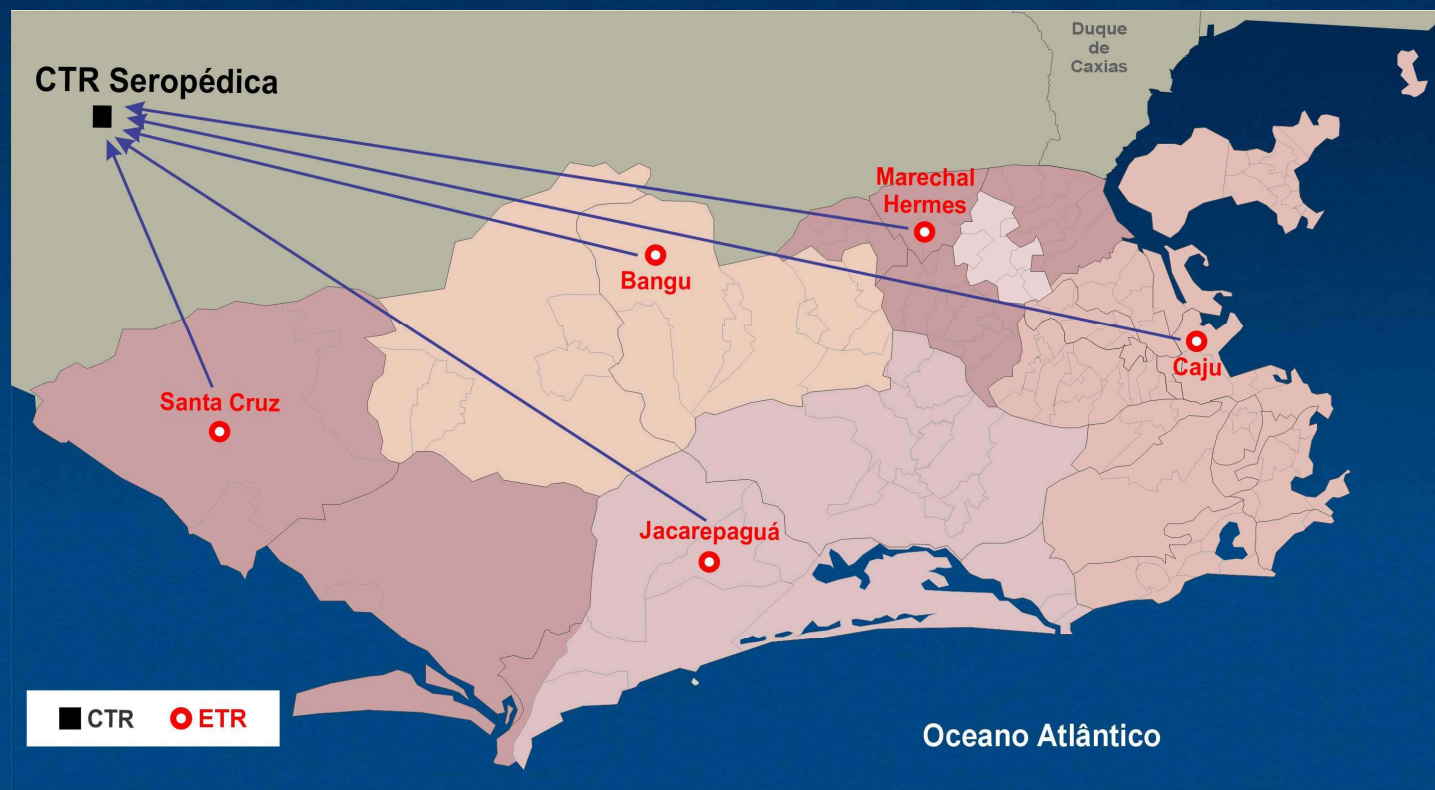 Duque
de
Caxias
CTR Seropédica
Marechal
Hermes
Bangu
Caju
Santa Cruz
Jacarepaguá
CTR
ETR
Oceano Atlântico